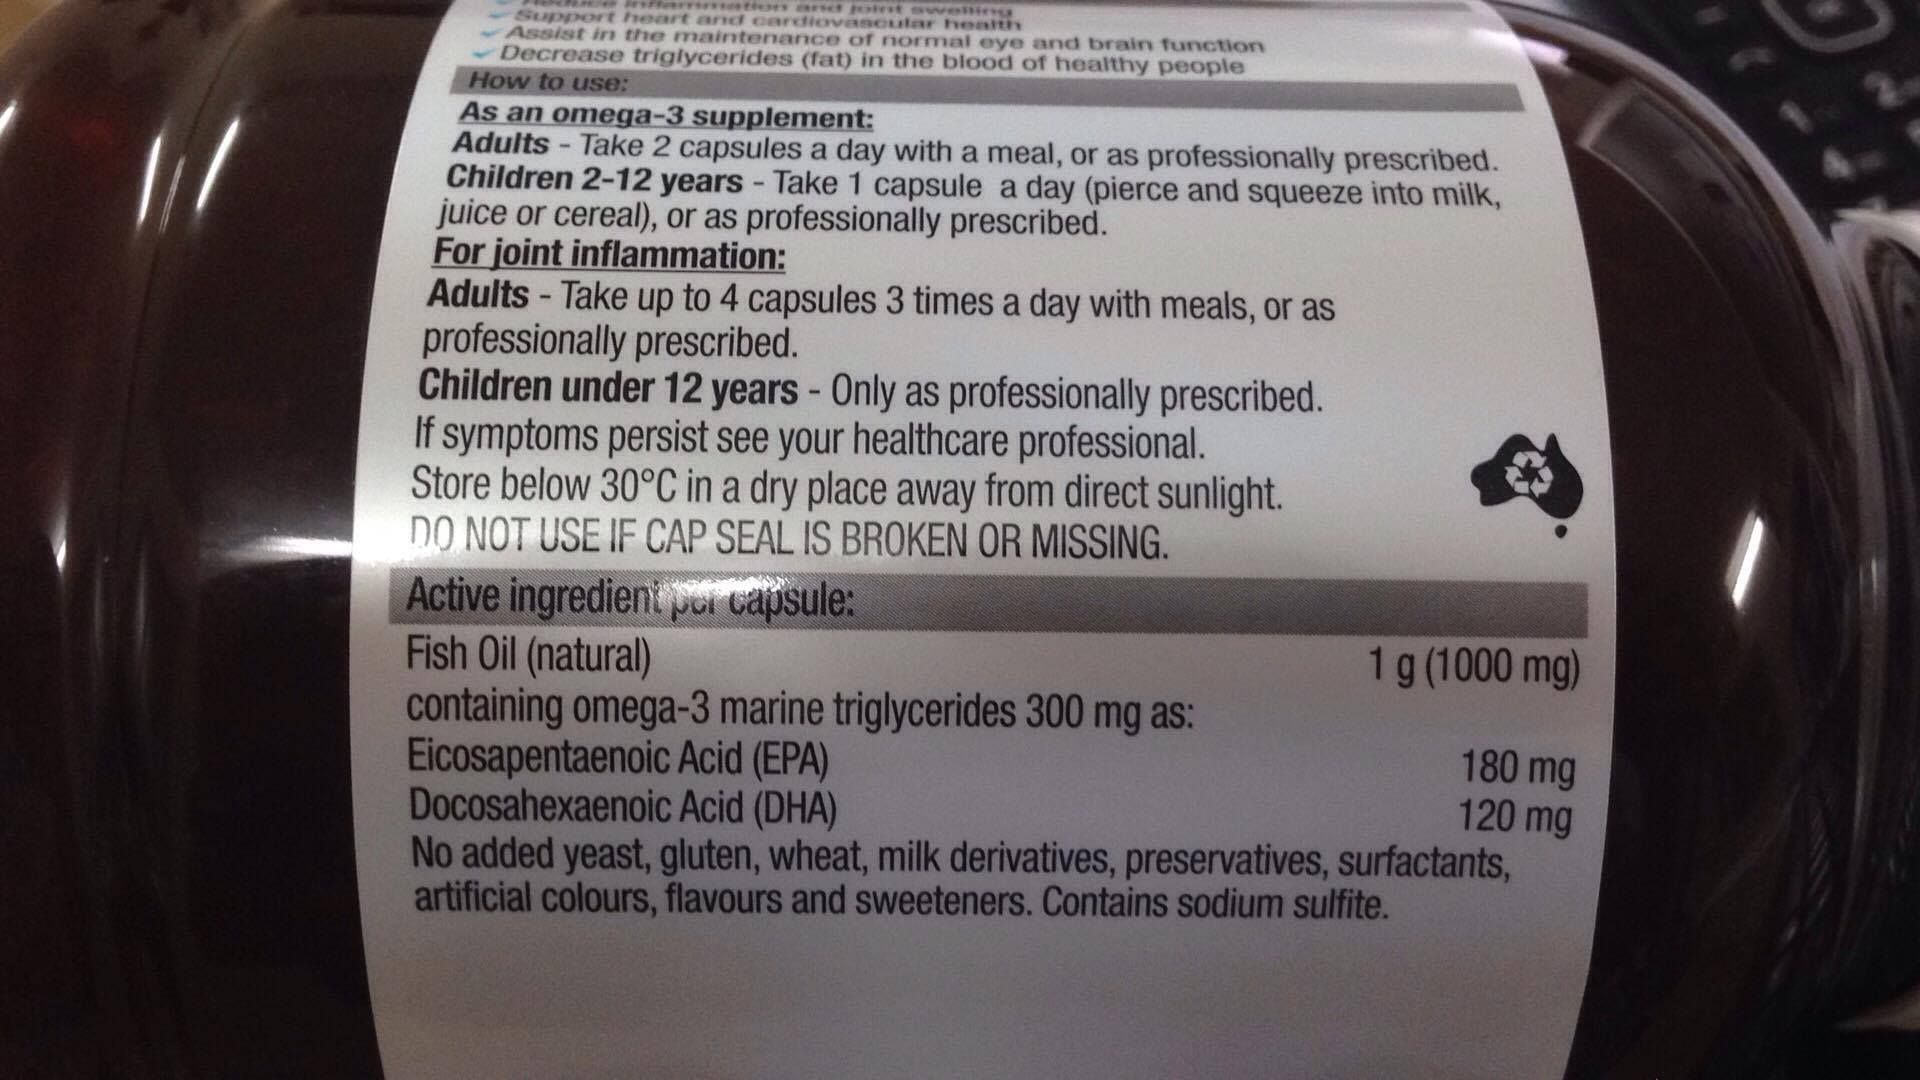 Reduce inflammation and joint swelling
Support heart and cardiovascular health
Assist in the maintenance of normal eye and brain function
Decrease triglycerides (fat) in the blood of healthy people
How to use:
As an omega-3 supplement:
Adults - Take 2 capsules a day with a meal, or as professionally prescribed.
Children 2-12 years - Take 1 capsule a day (pierce and squeeze into milk,
juice or cereal), or as professionally prescribed.
For joint inflammation:
Adults - Take up to 4 capsules 3 times a day with meals, or as
professionally prescribed.
Children under 12 years - Only as professionally prescribed.
If symptoms persist see your healthcare professional.
Store below 30°C in a dry place away from direct sunlight.
DO NOT USE IF CAP SEAL IS BROKEN OR MISSING.
Active ingredient per capsule:
Fish Oil (natural) 1 g (1000 mg)
containing omega-3 marine triglycerides 300 mg as:
Eicosapentaenoic Acid (EPA) 180 mg
Docosahexaenoic Acid (DHA) 120 mg
No added yeast, gluten, wheat, milk derivatives, preservatives, surfactants,
artificial colours, flavours and sweeteners. Contains sodium sulfite.